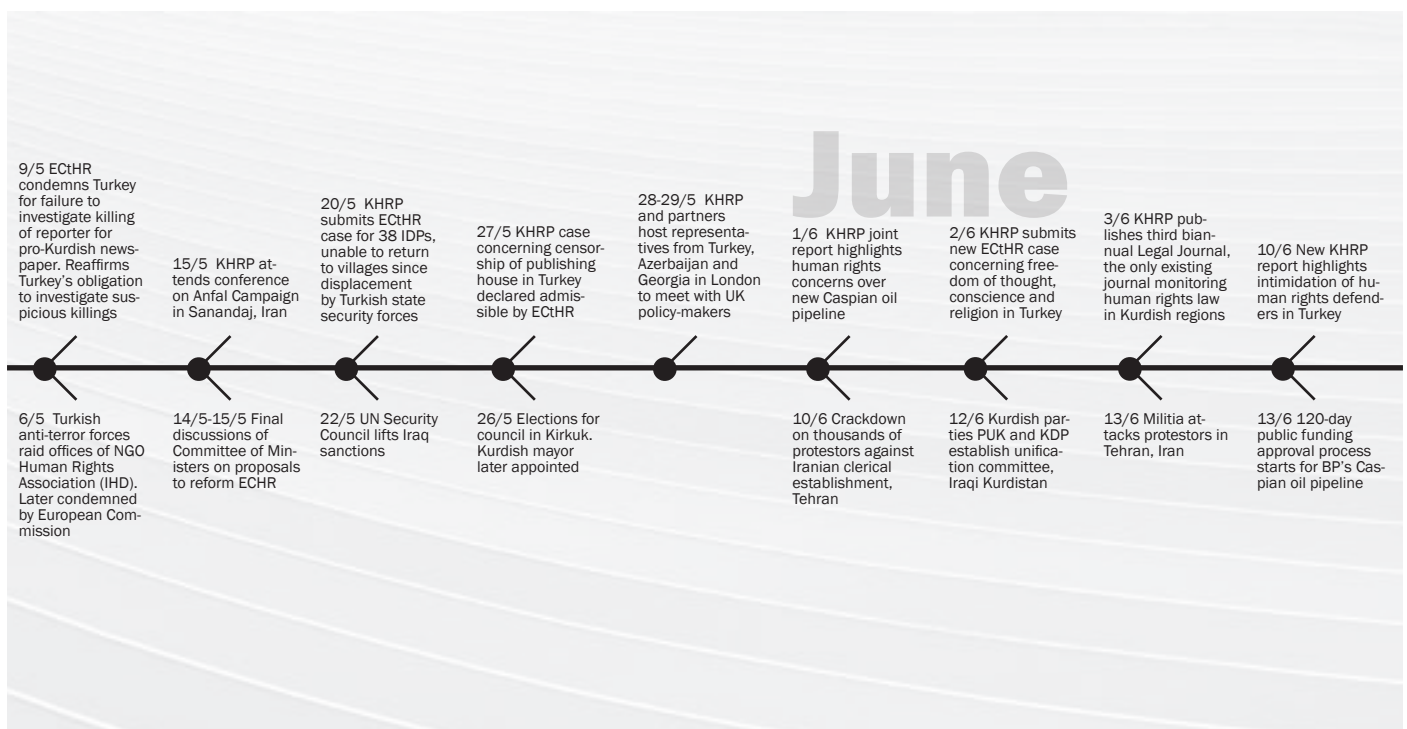 9/5 ECtHR
condemns Turkey
for failure to
investigate killing
of reporter for
pro-Kurdish news-
paper. Reaffirms
Turkey's obligation
to investigate sus-
picious killings
15/5 KHRP at-
tends conference
on Anfal Campaign
in Sanandaj, Iran
20/5 KHRP
submits ECtHR
case for 38 IDPs,
unable to return
to villages since
displacement
by Turkish state
security forces
27/5 KHRP case
concerning censor-
ship of publishing
house in Turkey
declared admis-
sible by ECtHR
28-29/5 KHRP
and partners
host representa-
tives from Turkey,
Azerbaijan and
Georgia in London
to meet with UK
policy-makers
June
1/6 KHRP joint
report highlights
human rights
concerns over
new Caspian oil
pipeline
2/6 KHRP submits
new ECtHR case
concerning free-
dom of thought,
conscience and
religion in Turkey
3/6 KHRP pub-
lishes third bian-
nual Legal Journal,
the only existing
journal monitoring
human rights law
in Kurdish regions
10/6 New KHRP
report highlights
intimidation of hu-
man rights defend-
ers in Turkey
6/5 Turkish
anti-terror forces
raid offices of NGO
Human Rights
Association (IHD).
Later condemned
by European Com-
mission
14/5-15/5 Final
discussions of
Committee of Min-
isters on proposals
to reform ECHR
22/5 UN Security
Council lifts Iraq
sanctions
26/5 Elections for
council in Kirkuk.
Kurdish mayor
later appointed
10/6 Crackdown
on thousands of
protestors against
Iranian clerical
establishment,
Tehran
12/6 Kurdish par-
ties PUK and KDP
establish unifica-
tion committee,
Iraqi Kurdistan
13/6 Militia at-
tacks protestors in
Tehran, Iran
13/6 120-day
public funding
approval process
starts for BP's Cas-
pian oil pipeline